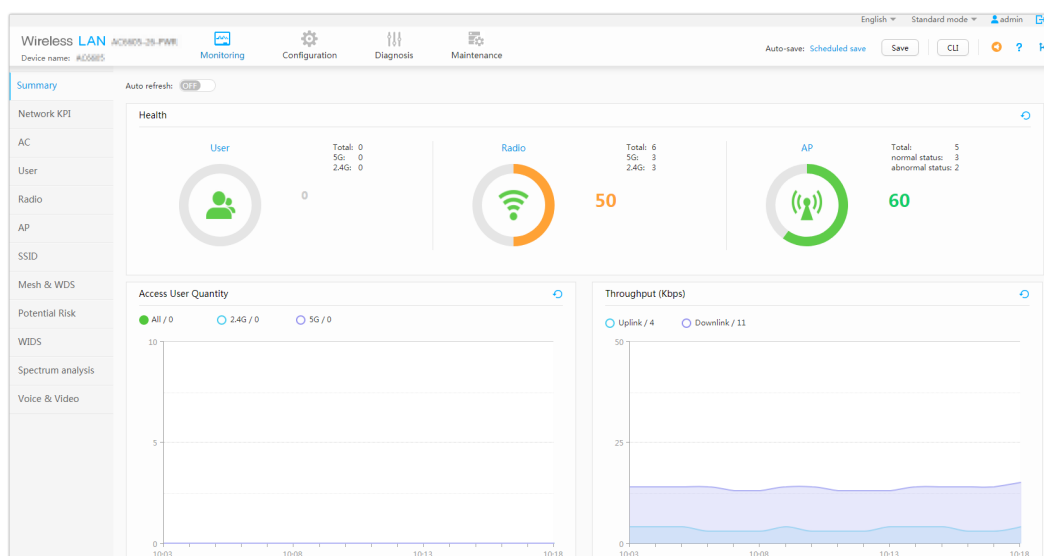 English Standard mode admin
Wireless LAN AC6605-26-PWR
Device name: AC6605
Monitoring Configuration Diagnosis Maintenance
Auto-save: Scheduled save Save CLI ?
Summary
Network KPI
AC
User
Radio
AP
SSID
Mesh & WDS
Potential Risk
WIDS
Spectrum analysis
Voice & Video
Auto refresh: OFF
Health
User
Total: 0
5G: 0
2.4G: 0
0
Radio
Total: 6
5G: 3
2.4G: 3
50
AP
Total: 5
normal status: 3
abnormal status: 2
60
Access User Quantity
All / 0 2.4G / 0 5G / 0
10
5
0
10:03 10:08 10:13 10:18
Throughput (Kbps)
Uplink / 4 Downlink / 11
50
25
0
10:03 10:08 10:13 10:18